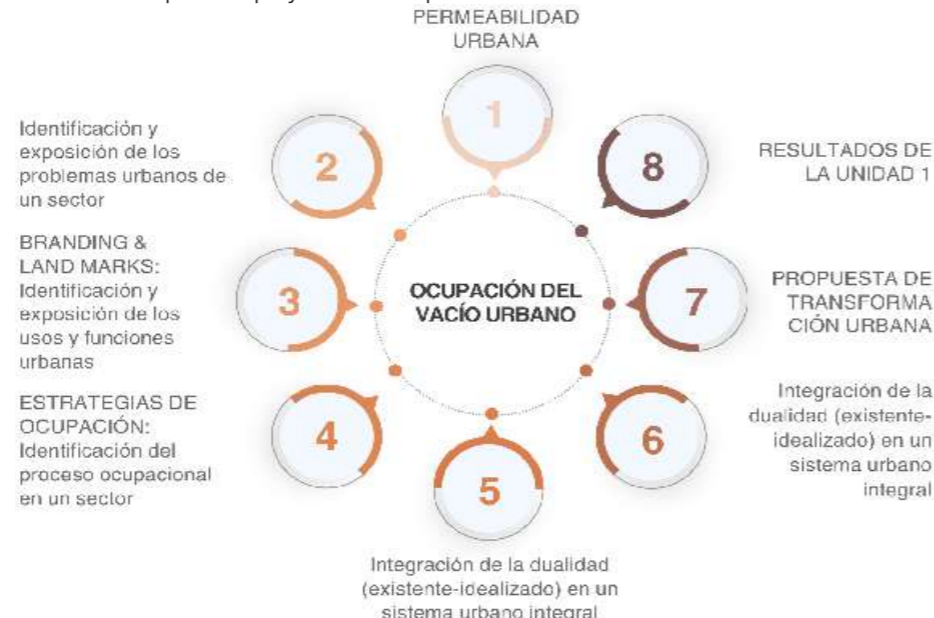 PERMEABILIDAD
URBANA
1
2
Identificación y
exposición de los
problemas urbanos de
un sector
3
BRANDING &
LAND MARKS:
Identificación y
exposición de los
usos y funciones
urbanas
4
ESTRATEGIAS DE
OCUPACIÓN:
Identificación del
proceso ocupacional
en un sector
OCUPACIÓN DEL
VACÍO URBANO
5
Integración de la dualidad
(existente-idealizado) en un
sistema urbano integral
6
Integración de la
dualidad (existente-
idealizado) en un
sistema urbano
integral
7
PROPUESTA DE
TRANSFORMA
CIÓN URBANA
8
RESULTADOS DE
LA UNIDAD 1